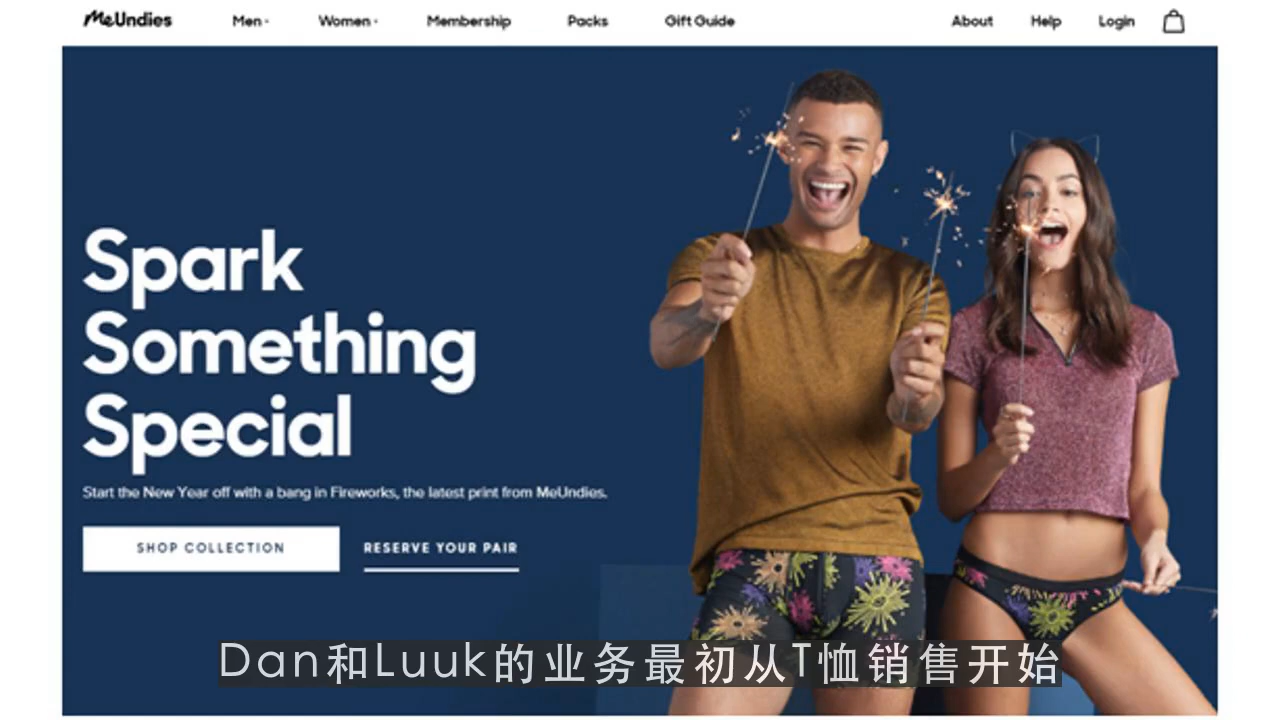 MeUndies Men Women Membership Packs Gift Guide About Help Login
Spark
Something
Special
Start the New Year off with a bang in Fireworks, the latest print from MeUndies.
SHOP COLLECTION RESERVE YOUR PAIR
Dan和Luuk的业务最初从T恤销售开始